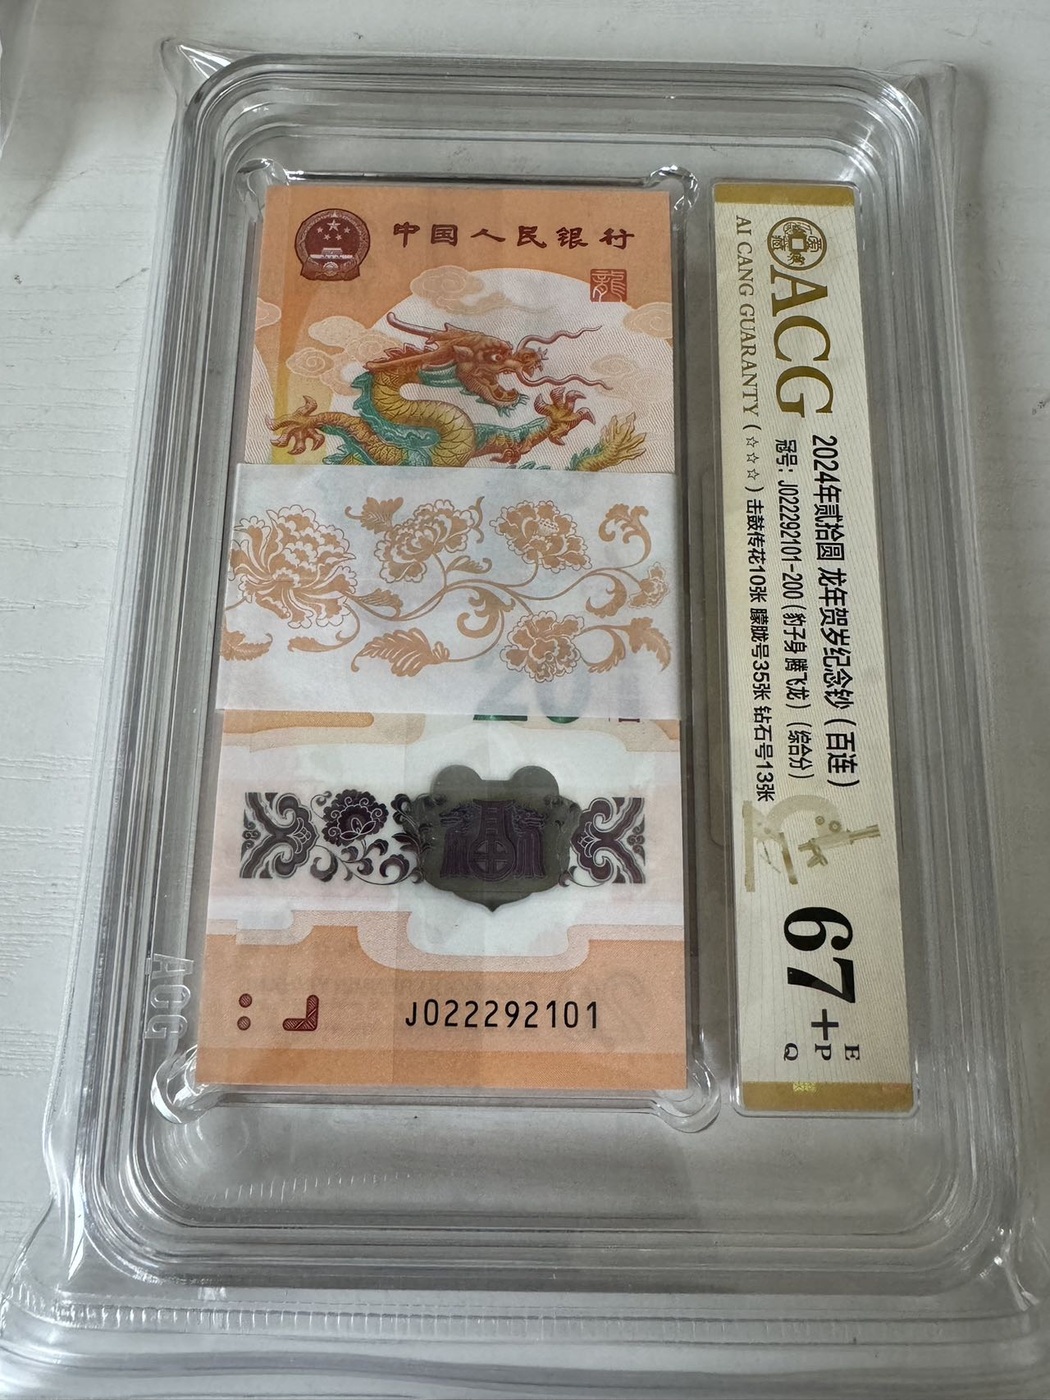 中国人民银行
龍
201
J022292101
ACG
AI CANG GUARANTY (☆☆☆)
2024年贰拾圆 龙年贺岁纪念钞（百连）
冠号：J022292101-200（豹子身 腾飞龙）（综合分）
击鼓传花10张 朦胧号35张 钻石号13张
67+
E
P
Q
ACG